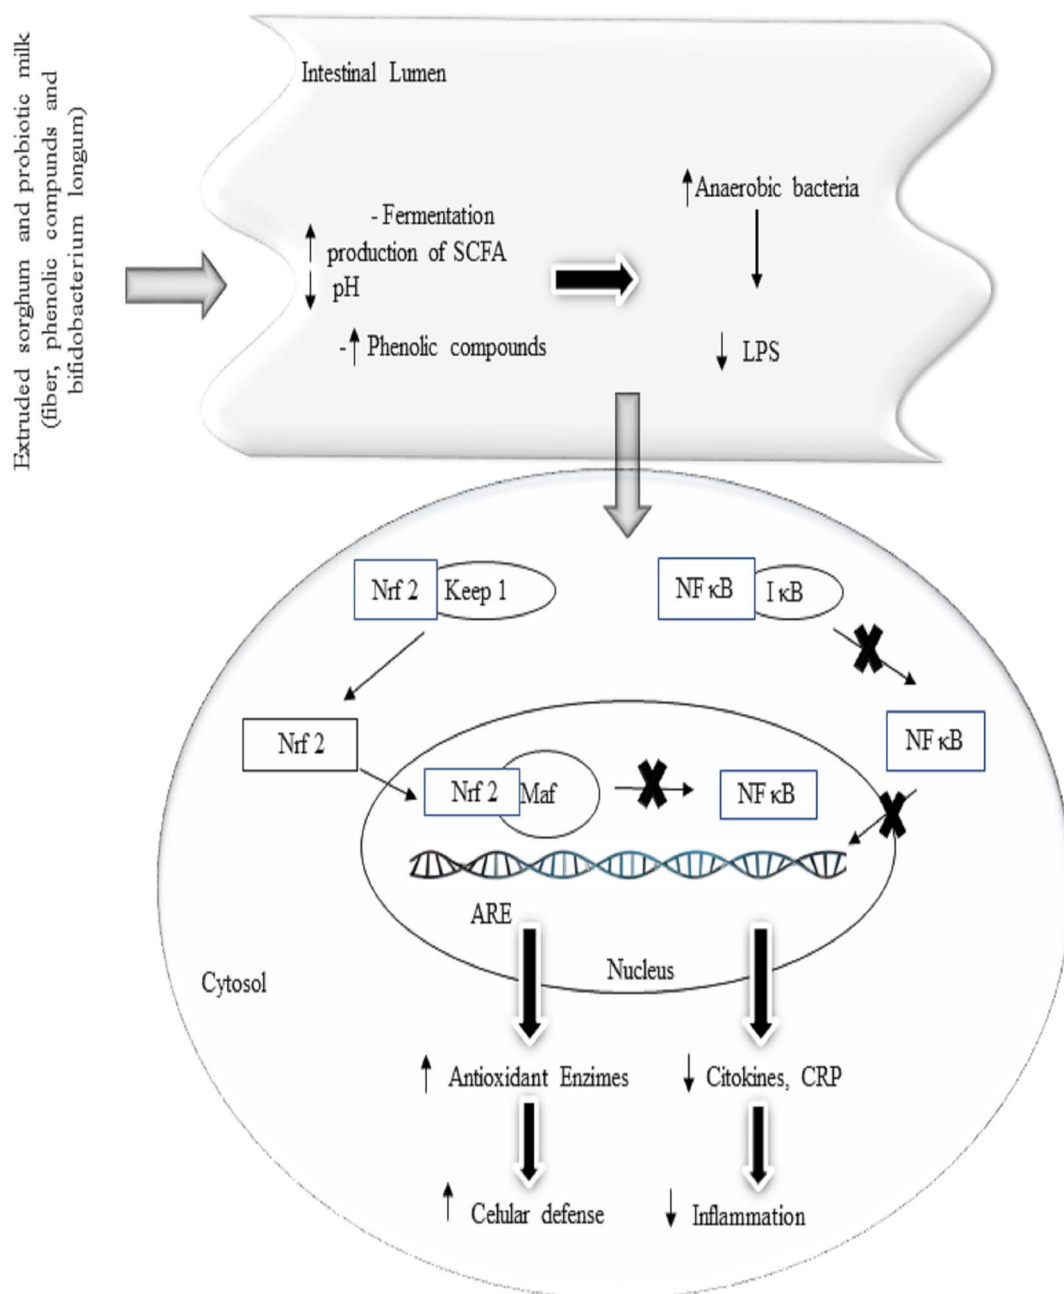 Extruded sorghum and probiotic milk
(fiber, phenolic compunds and
bifidobacterium longum)
Intestinal Lumen
- Fermentation
production of SCFA
pH
- Phenolic compounds
Anaerobic bacteria
LPS
Nrf 2
Keep 1
NF κB
I κB
Nrf 2
NF κB
Nrf 2
Maf
NF κB
ARE
Nucleus
Cytosol
Antioxidant Enzimes
Citokines, CRP
Celular defense
Inflammation